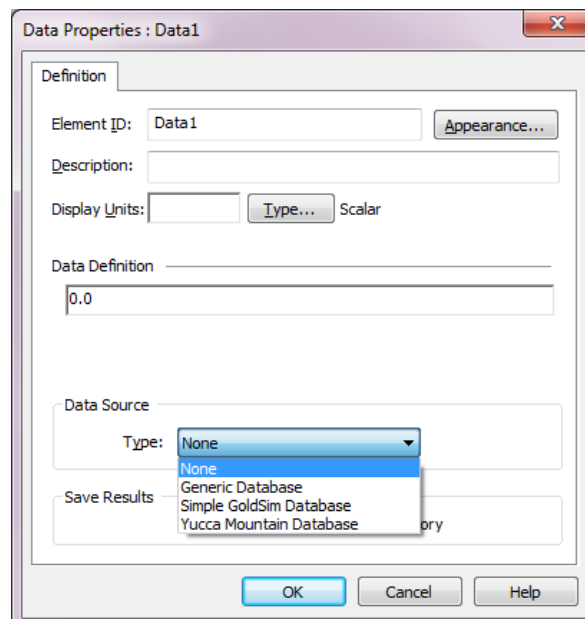 Data Properties : Data1
Definition
Element ID: Data1 Appearance...
Description:
Display Units: Type... Scalar
Data Definition
0.0
Data Source
Type: None
None
Generic Database
Simple GoldSim Database
Save Results
Yucca Mountain Database ory
OK Cancel Help